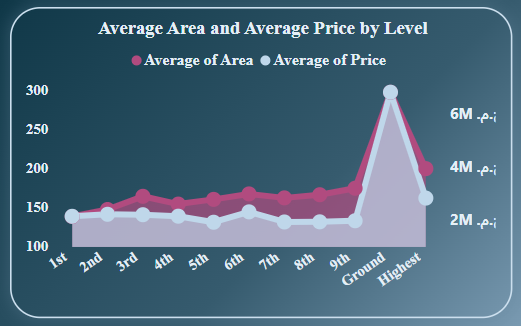 Average Area and Average Price by Level
Average of Area Average of Price
300
250
200
150
100
6M ج.م.
4M ج.م.
2M ج.م.
1st
2nd
3rd
4th
5th
6th
7th
8th
9th
Ground
Highest